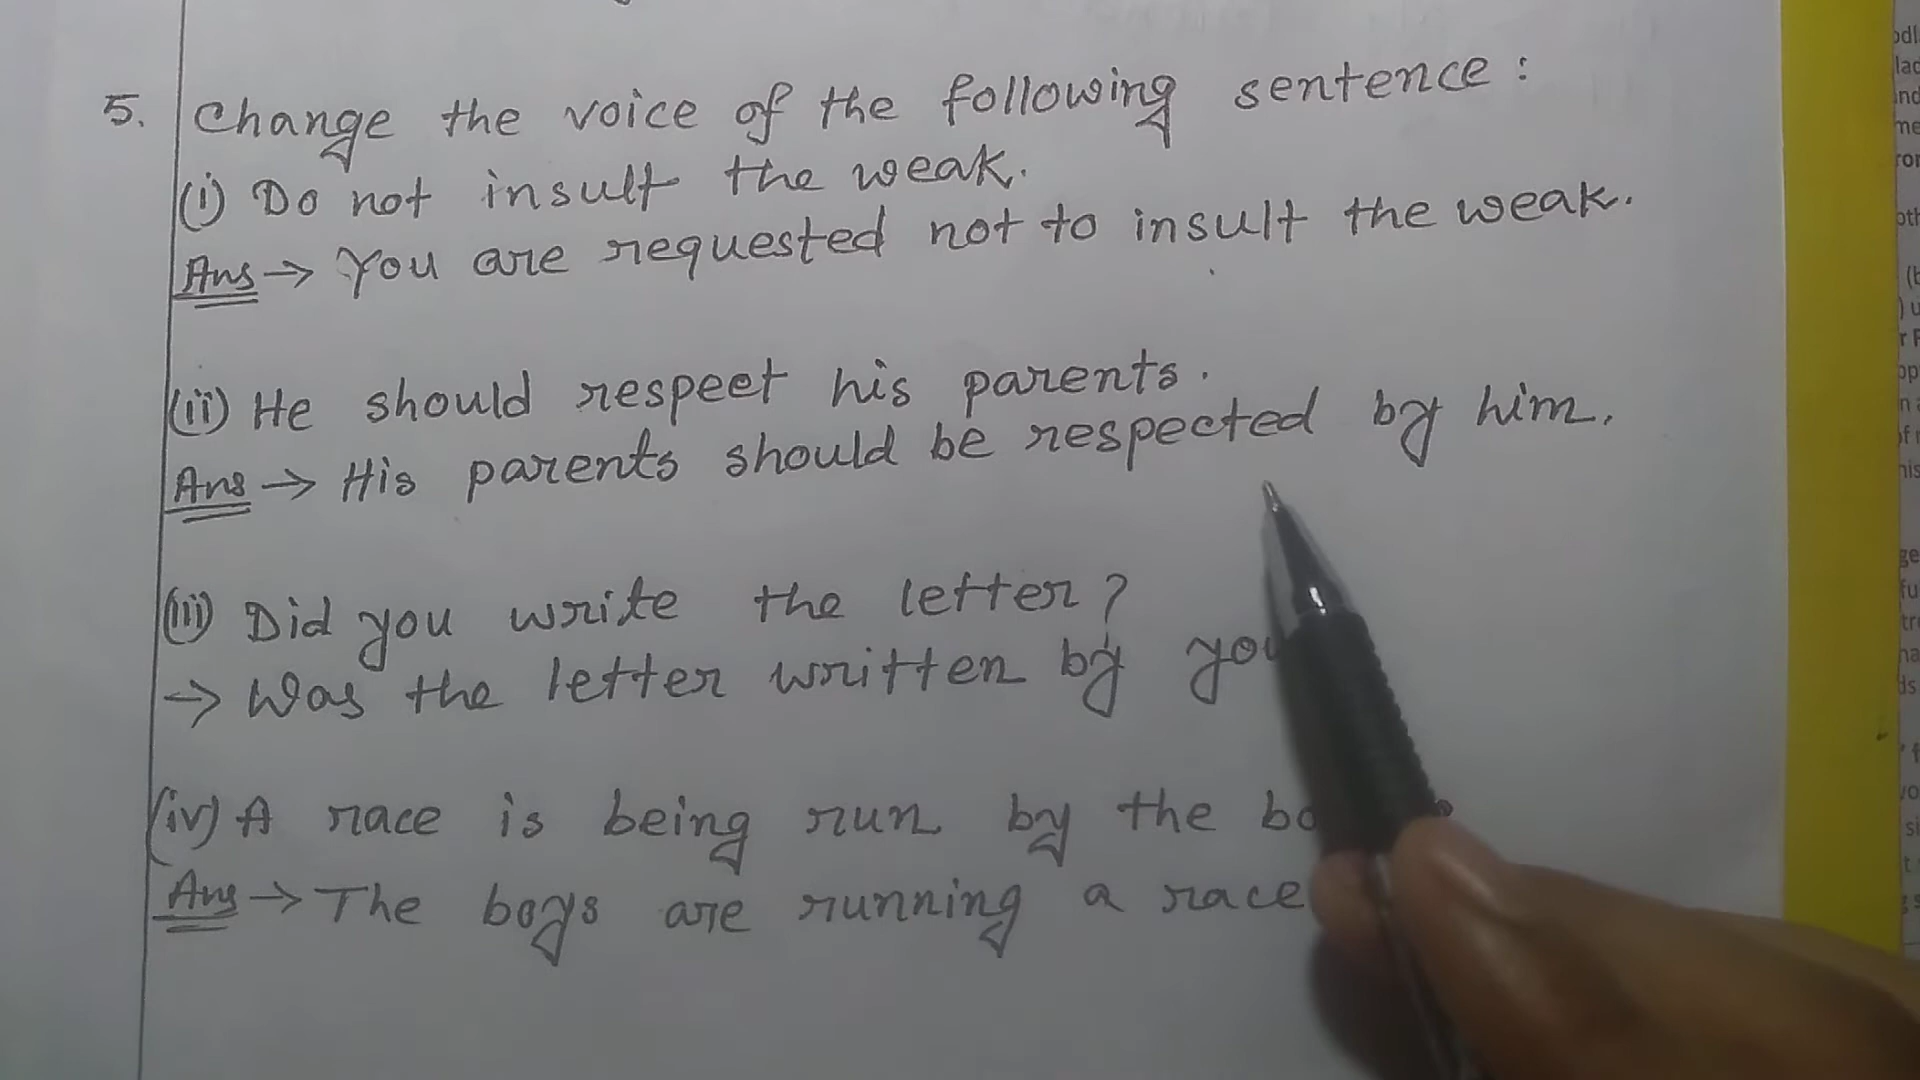 5. Change the voice of the following sentence :
(i) Do not insult the weak.
Ans → You are requested not to insult the weak.
(ii) He should respect his parents.
Ans → His parents should be respected by him.
(iii) Did you write the letter?
→ Was the letter written by you
(iv) A race is being run by the
Ans → The boys are running a race